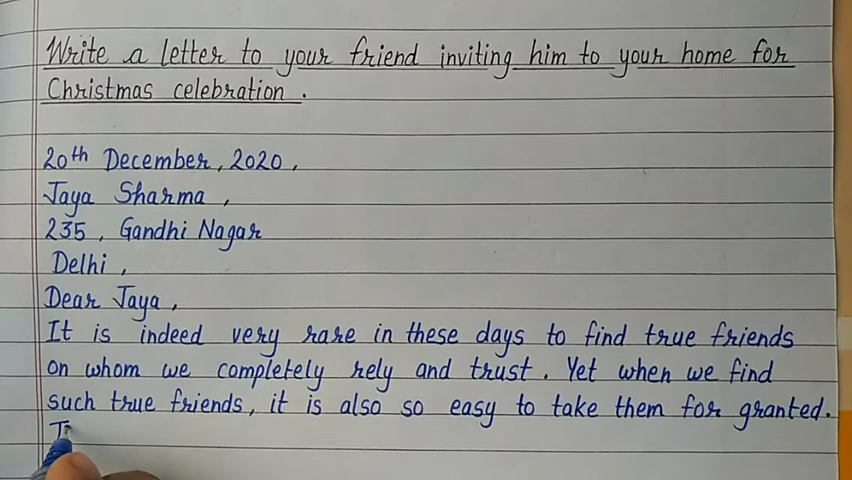 Write a letter to your friend inviting him to your home for
Christmas celebration .
20th December, 2020 ,
Jaya Sharma ,
235 , Gandhi Nagar
Delhi ,
Dear Jaya ,
It is indeed very rare in these days to find true friends
on whom we completely rely and trust . Yet when we find
such true friends, it is also so easy to take them for granted.